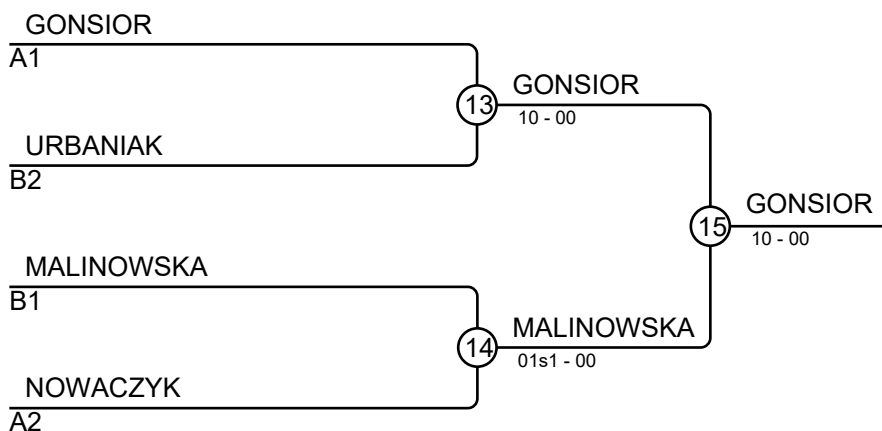 GONSIOR
A1
13
GONSIOR
10 - 00
URBANIAK
B2
15
GONSIOR
10 - 00
MALINOWSKA
B1
14
MALINOWSKA
01s1 - 00
NOWACZYK
A2